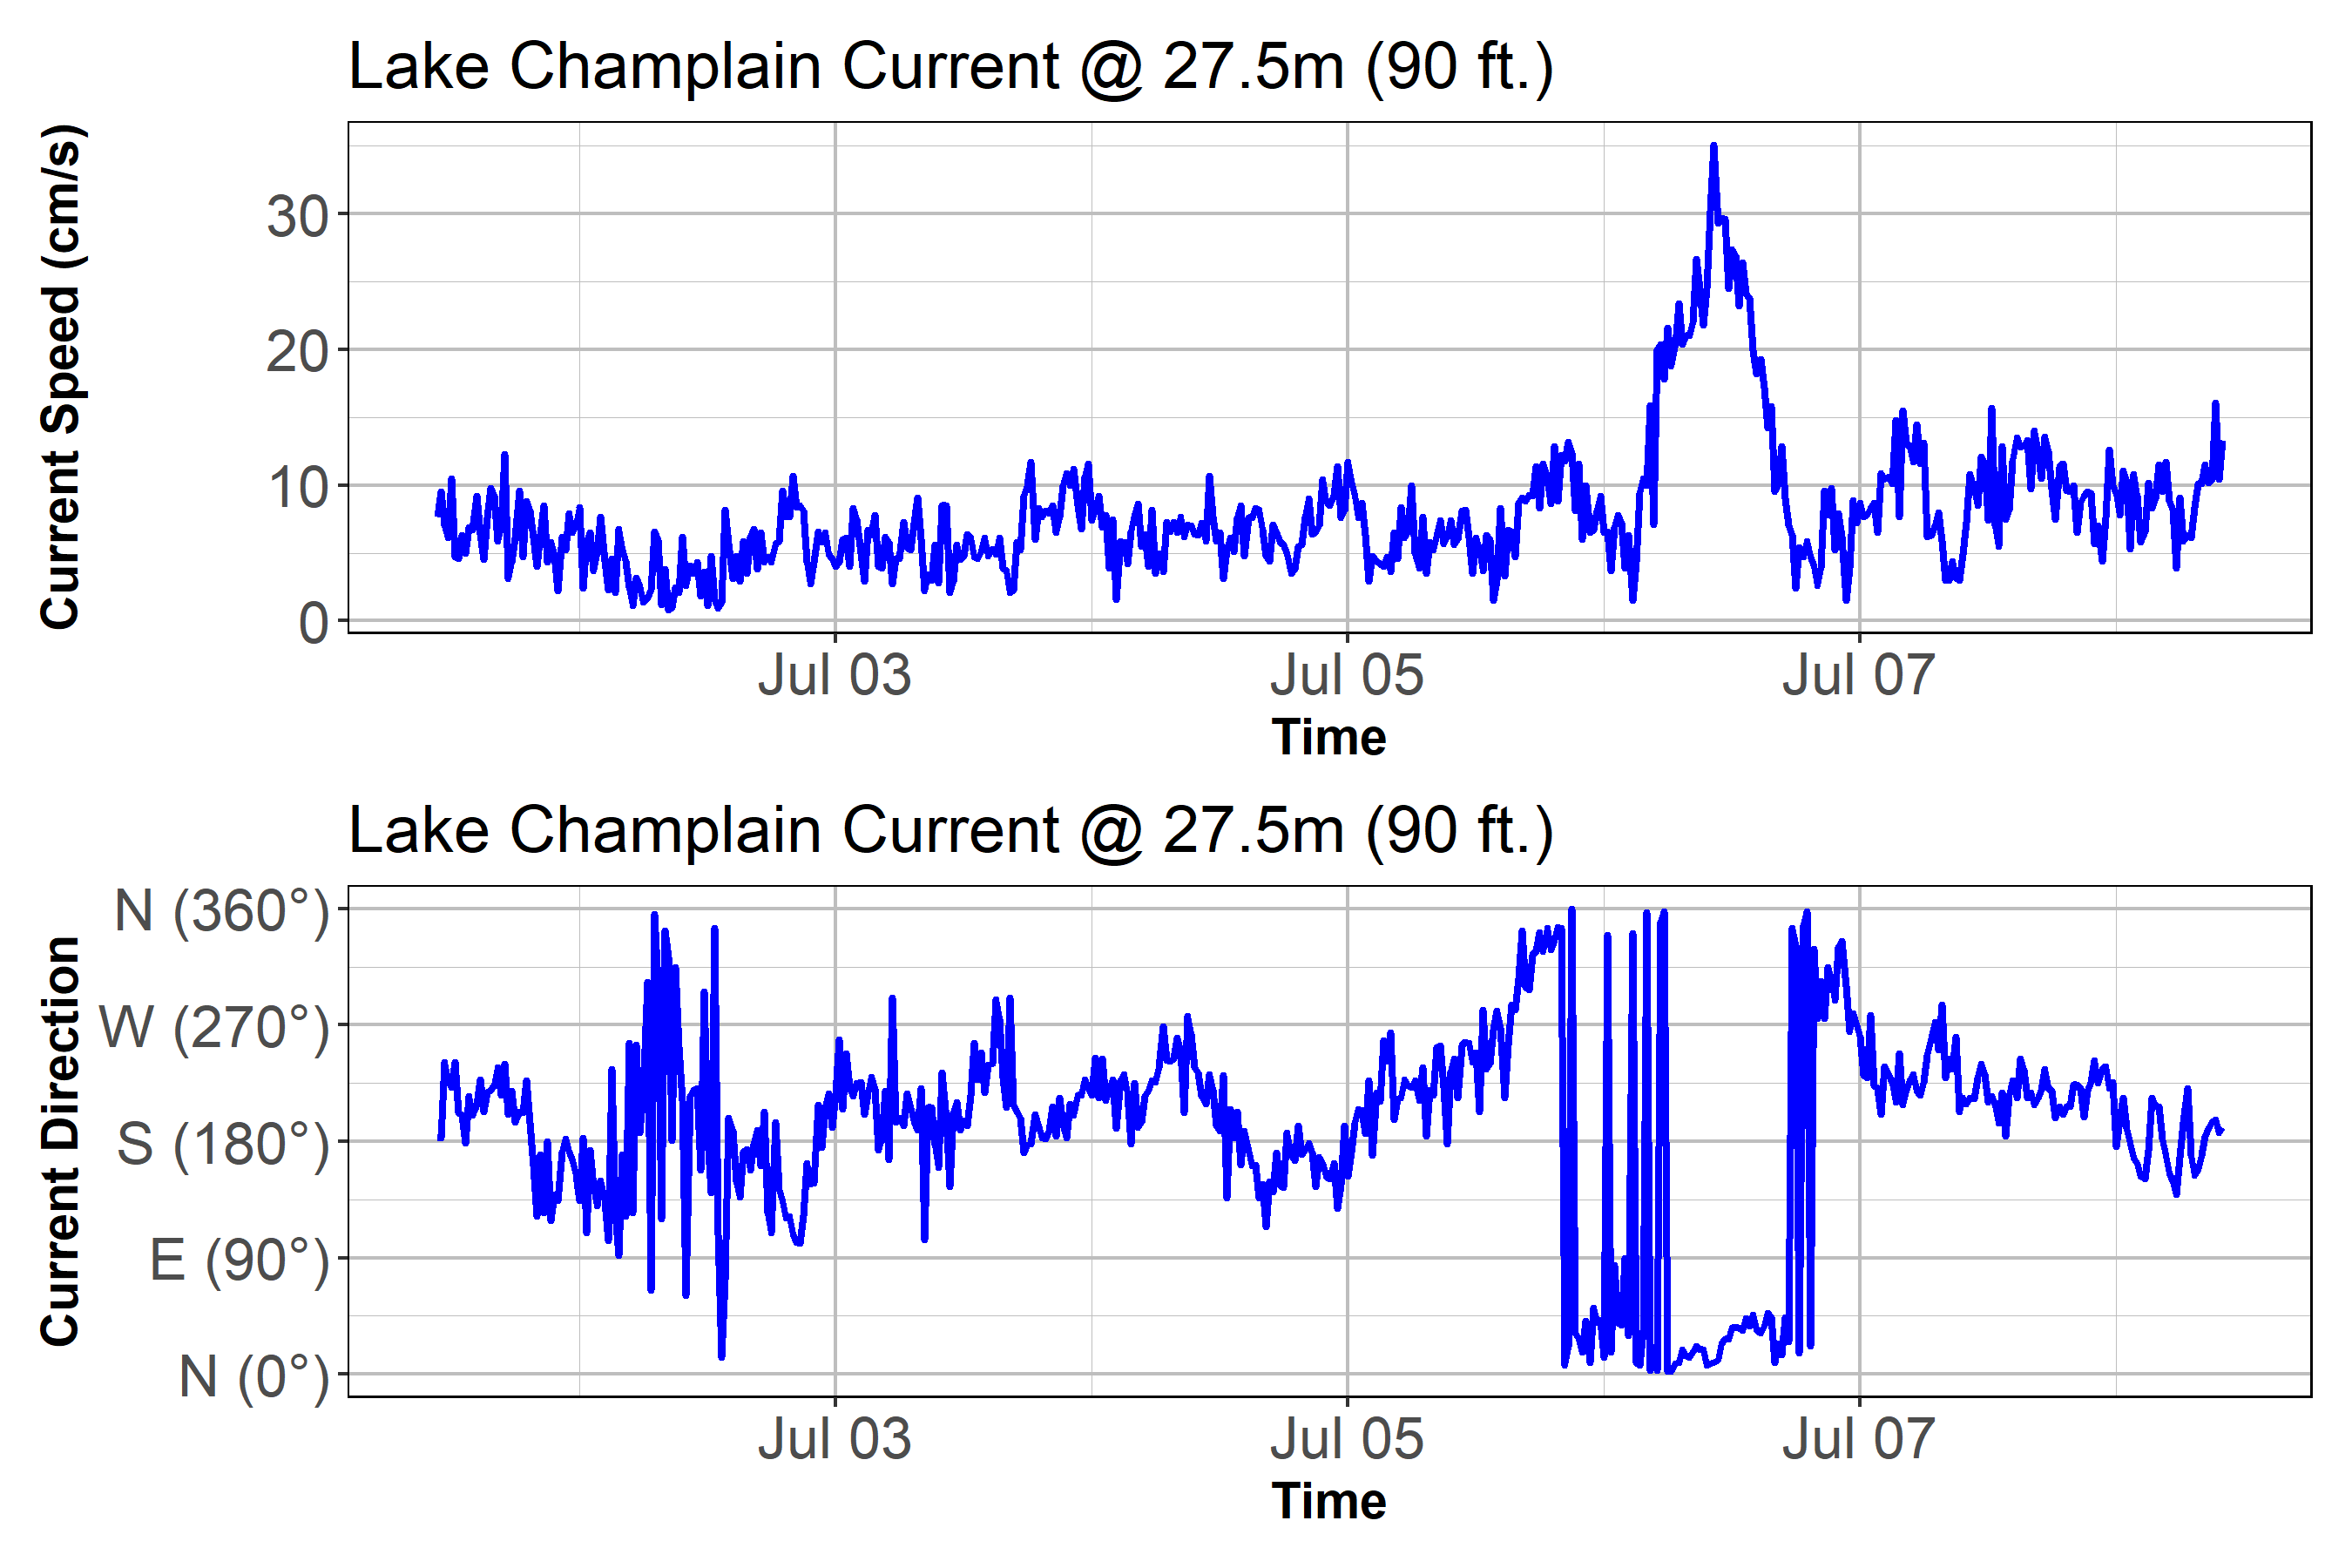 Lake Champlain Current @ 27.5m (90 ft.)
Current Speed (cm/s)
30
20
10
0
Jul 03 Jul 05 Jul 07
Time
Lake Champlain Current @ 27.5m (90 ft.)
Current Direction
N (360°)
W (270°)
S (180°)
E (90°)
N (0°)
Jul 03 Jul 05 Jul 07
Time